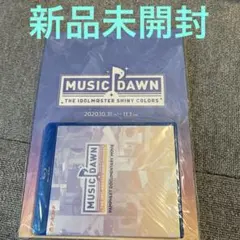 新品未開封
MUSIC DAWN
THE IDOLM@STER SHINY COLORS
2020.10.31
11.1
MUSIC
DAWN